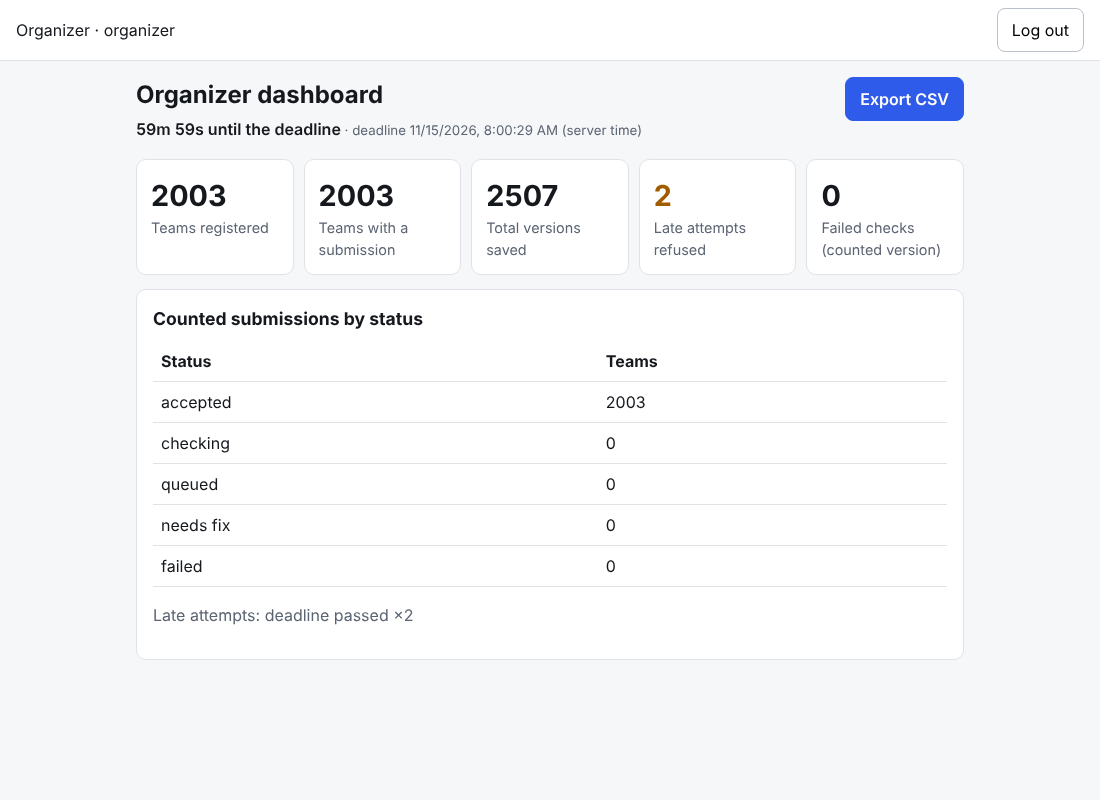 Organizer · organizer
Log out
Organizer dashboard
Export CSV
59m 59s until the deadline · deadline 11/15/2026, 8:00:29 AM (server time)
2003
Teams registered
2003
Teams with a
submission
2507
Total versions
saved
2
Late attempts
refused
0
Failed checks
(counted version)
Counted submissions by status
Status Teams
accepted 2003
checking 0
queued 0
needs fix 0
failed 0
Late attempts: deadline passed ×2